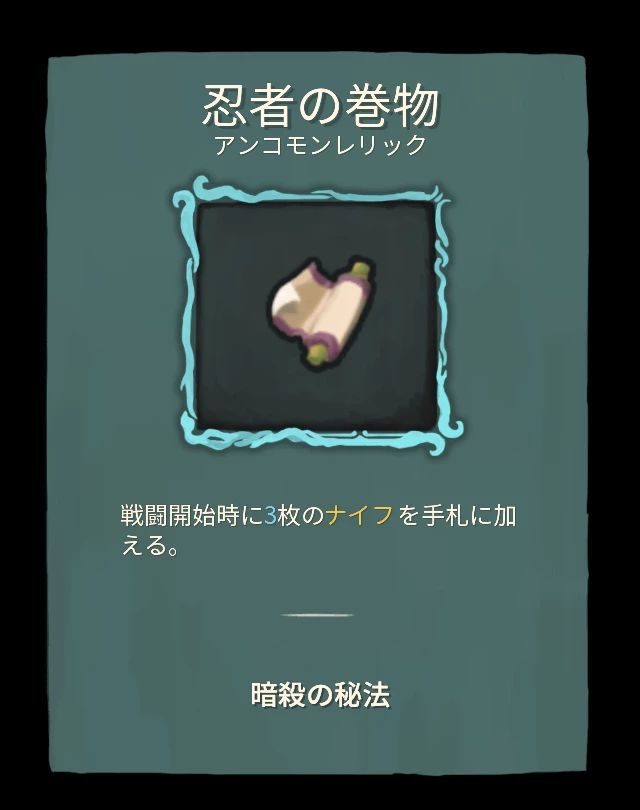 忍者の巻物
アンコモンレリック
戦闘開始時に3枚のナイフを手札に加
える。
暗殺の秘法